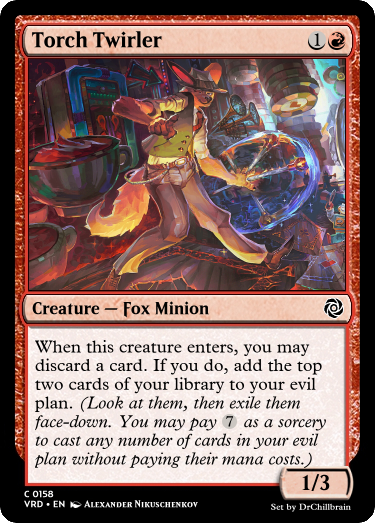 Torch Twirler 1
Creature — Fox Minion
When this creature enters, you may
discard a card. If you do, add the top
two cards of your library to your evil
plan. (Look at them, then exile them
face-down. You may pay 7 as a sorcery
to cast any number of cards in your evil
plan without paying their mana costs.)
1/3
C 0158
VRD • EN Alexander Nikuschenkov
Set by DrChillbrain